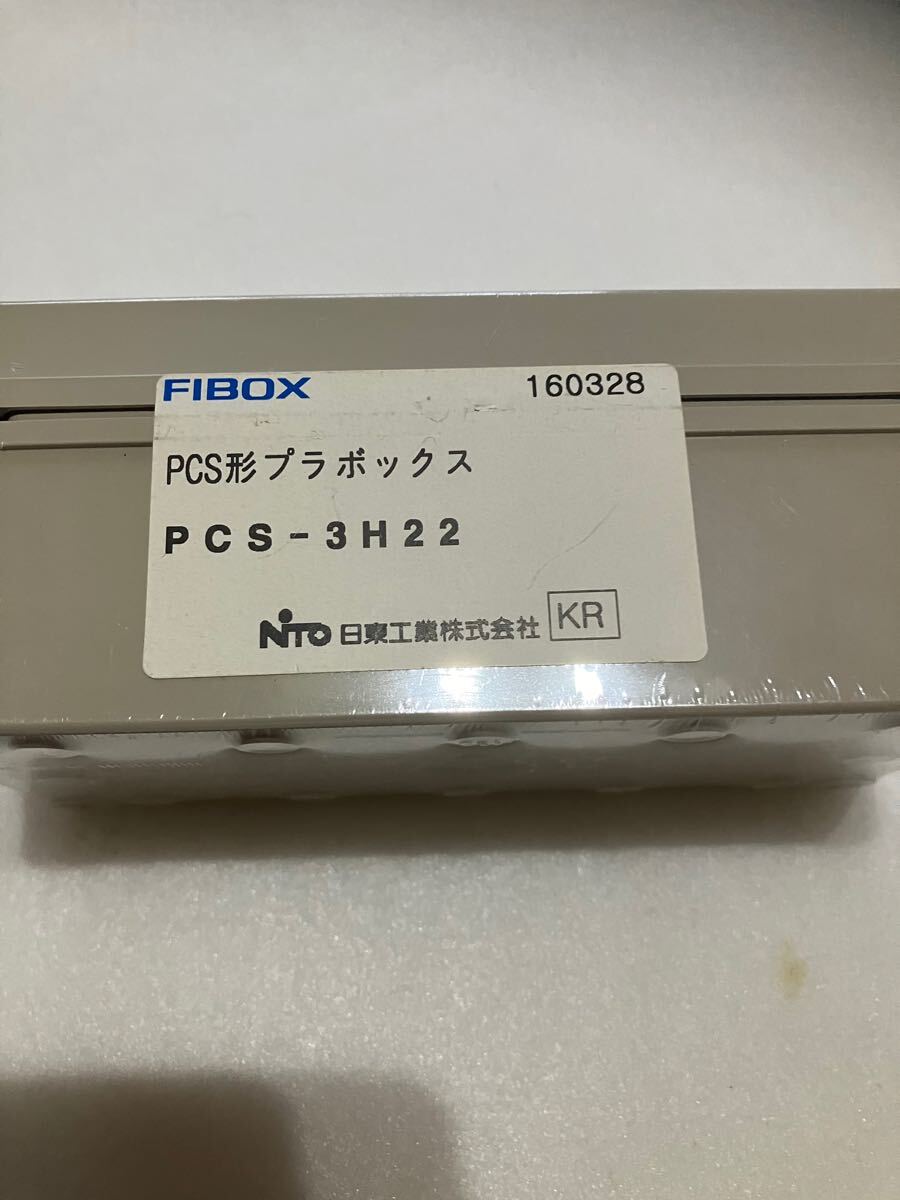 FIBOX 160328
PCS形プラボックス
PCS-3H22
NiTO 日東工業株式会社 KR